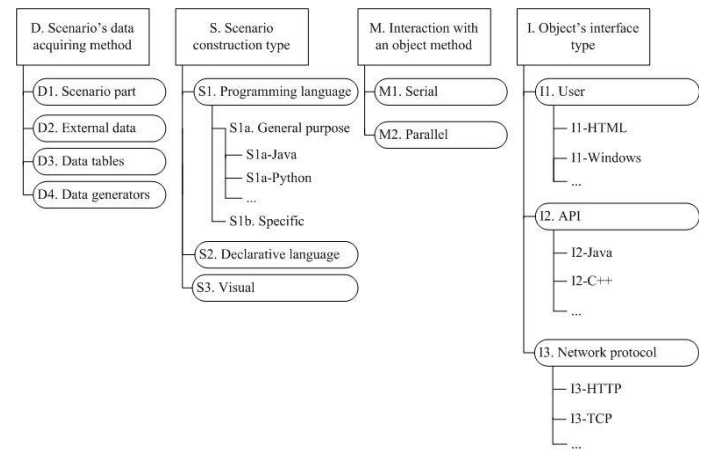 D. Scenario's data
acquiring method
D1. Scenario part
D2. External data
D3. Data tables
D4. Data generators
S. Scenario
construction type
S1. Programming language
S1a. General purpose
S1a-Java
S1a-Python
...
S1b. Specific
S2. Declarative language
S3. Visual
M. Interaction with
an object method
M1. Serial
M2. Parallel
I. Object's interface
type
I1. User
I1-HTML
I1-Windows
...
I2. API
I2-Java
I2-C++
...
I3. Network protocol
I3-HTTP
I3-TCP
...